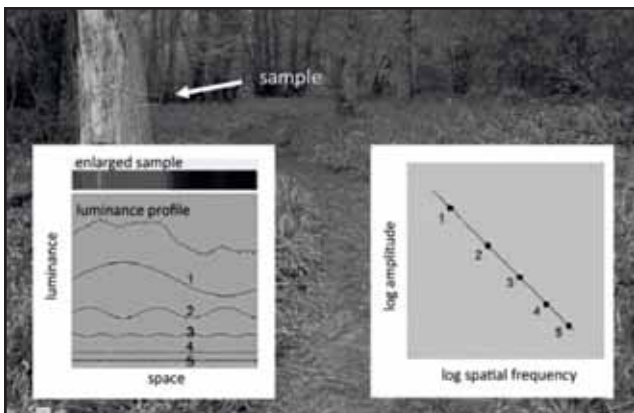 sample
enlarged sample
luminance profile
luminance
1
2
3
4
5
space
log amplitude
1
2
3
4
5
log spatial frequency